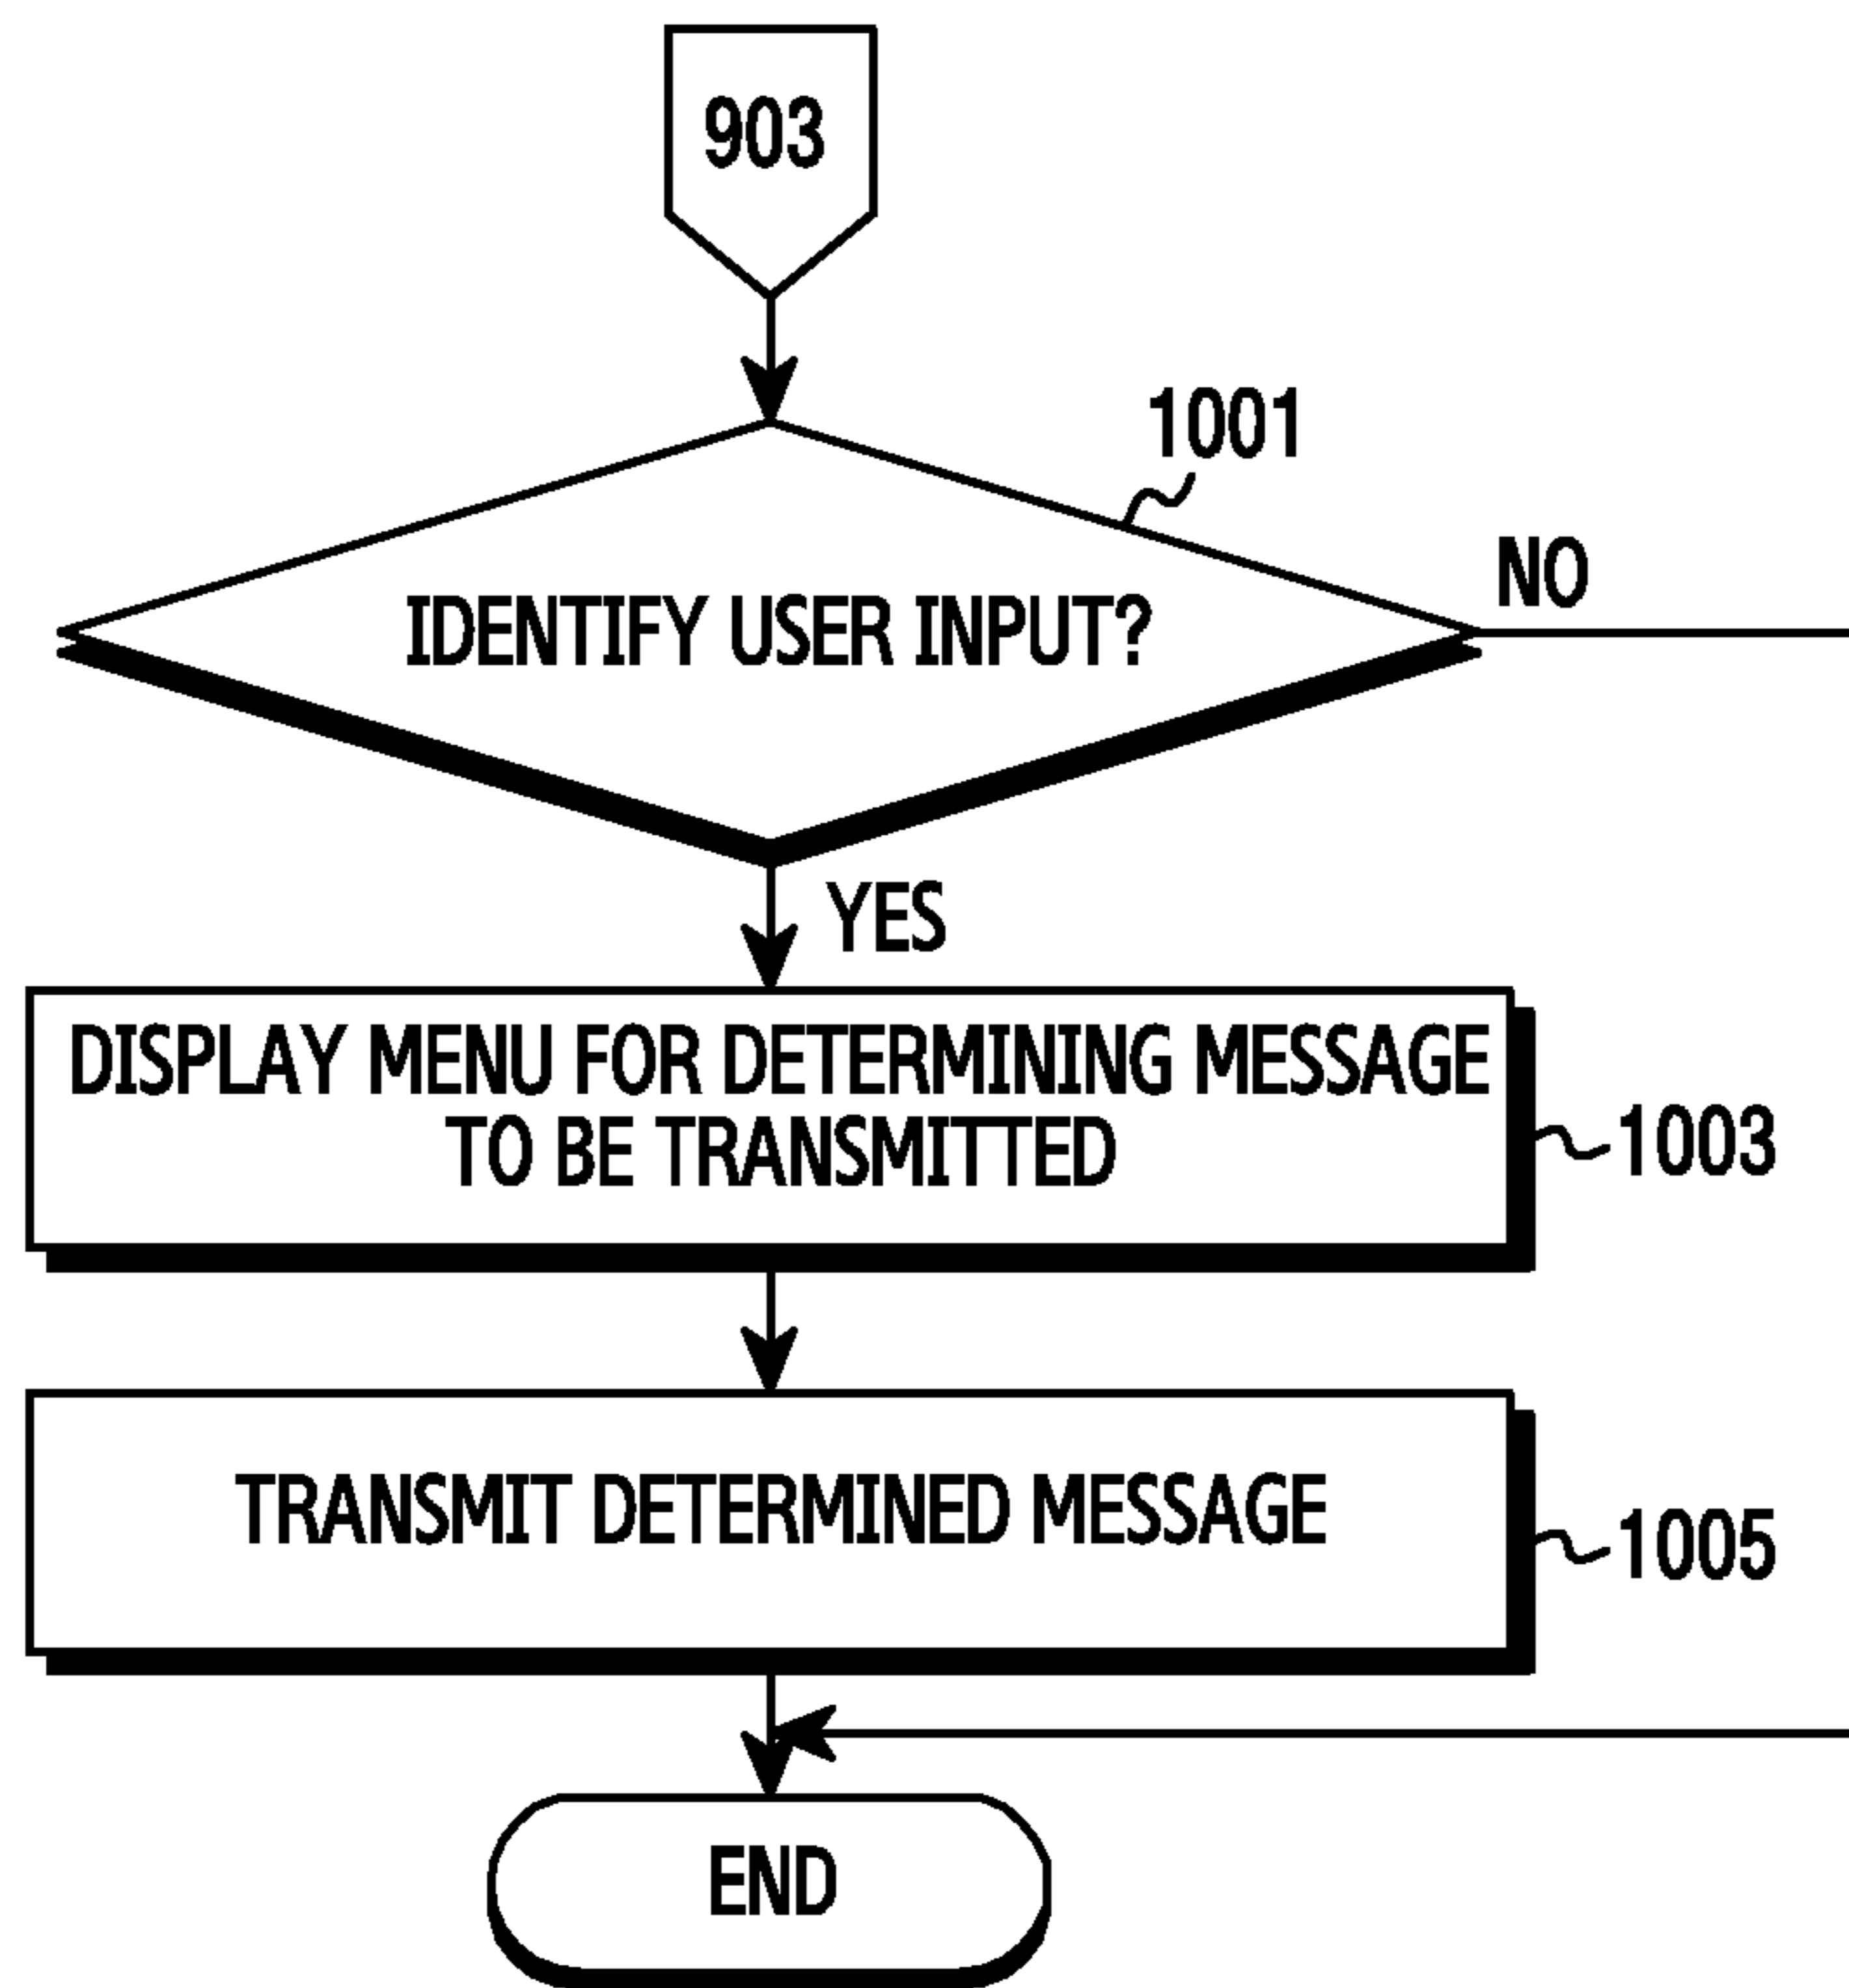 903
1001
NO
IDENTIFY USER INPUT?
YES
DISPLAY MENU FOR DETERMINING MESSAGE
TO BE TRANSMITTED
1003
TRANSMIT DETERMINED MESSAGE
1005
END